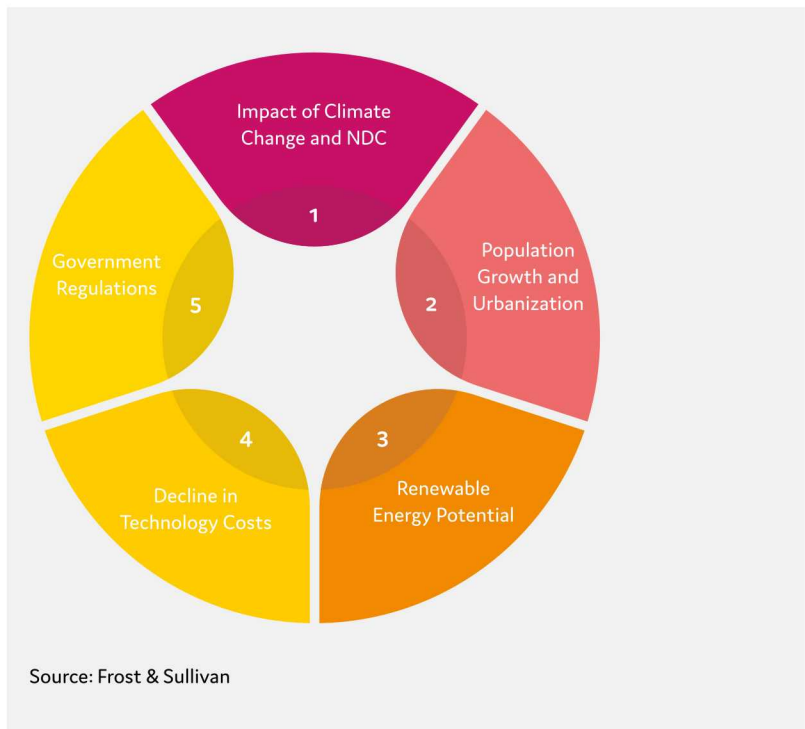 Impact of Climate
Change and NDC
1
Population
Growth and
Urbanization
2
Renewable
Energy Potential
3
Decline in
Technology Costs
4
Government
Regulations
5
Source: Frost & Sullivan